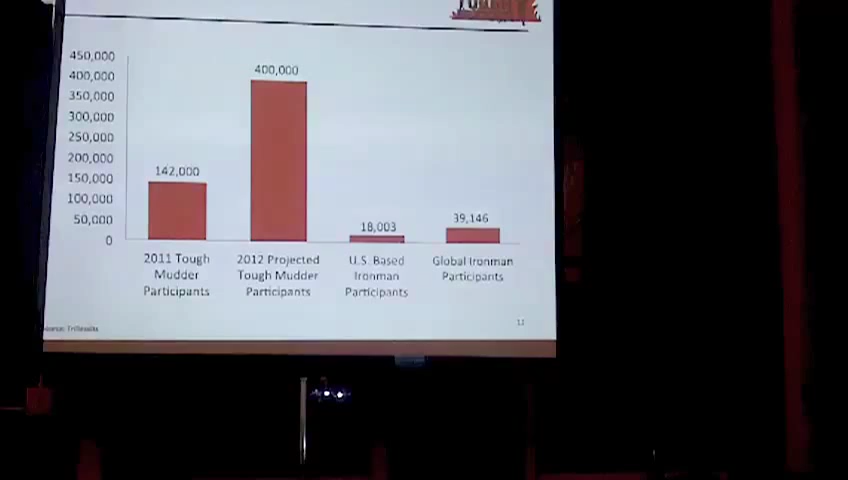 450,000
400,000
350,000
300,000
250,000
200,000
150,000
100,000
50,000
0
142,000
400,000
18,003
39,146
2011 Tough
Mudder
Participants
2012 Projected
Tough Mudder
Participants
U.S. Based
Ironman
Participants
Global Ironman
Participants